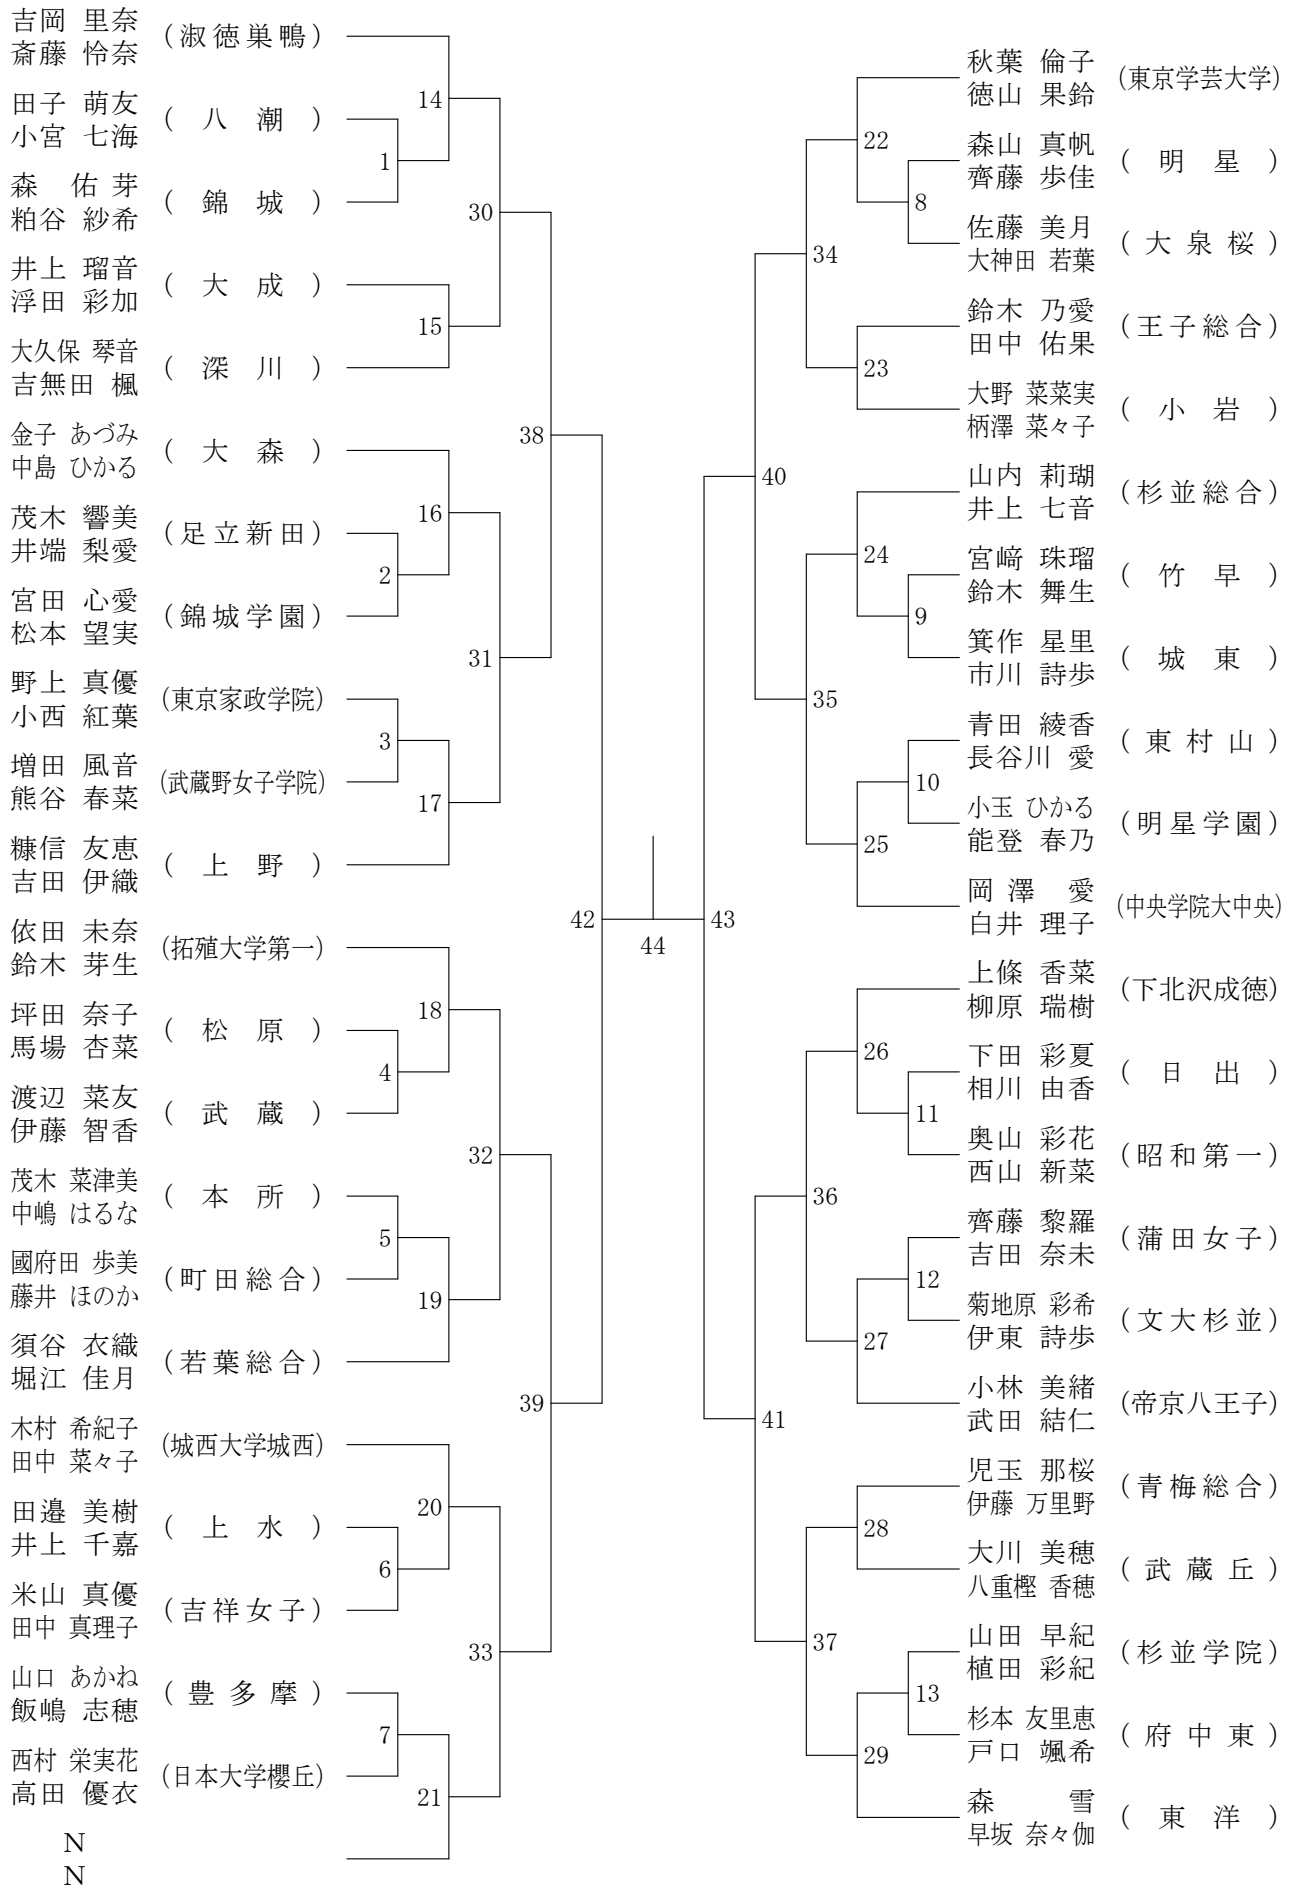 吉岡 里奈
斎藤 怜奈
(淑徳巣鴨)
田子 萌友
小宮 七海
(八潮)
森 佑芽
粕谷 紗希
(錦城)
井上 瑠音
浮田 彩加
(大成)
大久保 琴音
吉無田 楓
(深川)
金子 あづみ
中島 ひかる
(大森)
茂木 響美
井端 梨愛
(足立新田)
宮田 心愛
松本 望実
(錦城学園)
野上 真優
小西 紅葉
(東京家政学院)
増田 風音
熊谷 春菜
(武蔵野女子学院)
糠信 友恵
吉田 伊織
(上野)
依田 未奈
鈴木 芽生
(拓殖大学第一)
坪田 奈子
馬場 杏菜
(松原)
渡辺 菜友
伊藤 智香
(武蔵)
茂木 菜津美
中嶋 はるな
(本所)
國府田 歩美
藤井 ほのか
(町田総合)
須谷 衣織
堀江 佳月
(若葉総合)
木村 希紀子
田中 菜々子
(城西大学城西)
田邉 美樹
井上 千嘉
(上水)
米山 真優
田中 真理子
(吉祥女子)
山口 あかね
飯嶋 志穂
(豊多摩)
西村 栄実花
高田 優衣
(日本大学櫻丘)
N
N
1
2
3
4
5
6
7
14
15
16
17
18
19
20
21
30
31
32
33
38
39
42
44
43
40
41
34
35
36
37
22
23
24
25
26
27
28
29
8
9
10
11
12
13
秋葉 倫子
徳山 果鈴
(東京学芸大学)
森山 真帆
齊藤 歩佳
(明星)
佐藤 美月
大神田 若葉
(大泉桜)
鈴木 乃愛
田中 佑果
(王子総合)
大野 菜菜実
柄澤 菜々子
(小岩)
山内 莉瑚
井上 七音
(杉並総合)
宮﨑 珠瑠
鈴木 舞生
(竹早)
箕作 星里
市川 詩歩
(城東)
青田 綾香
長谷川 愛
(東村山)
小玉 ひかる
能登 春乃
(明星学園)
岡澤 愛
白井 理子
(中央学院大中央)
上條 香菜
柳原 瑞樹
(下北沢成徳)
下田 彩夏
相川 由香
(日出)
奥山 彩花
西山 新菜
(昭和第一)
齊藤 黎羅
吉田 奈未
(蒲田女子)
菊地原 彩希
伊東 詩歩
(文大杉並)
小林 美緒
武田 結仁
(帝京八王子)
児玉 那桜
伊藤 万里野
(青梅総合)
大川 美穂
八重樫 香穂
(武蔵丘)
山田 早紀
植田 彩紀
(杉並学院)
杉本 友里恵
戸口 颯希
(府中東)
森 雪
早坂 奈々伽
(東洋)